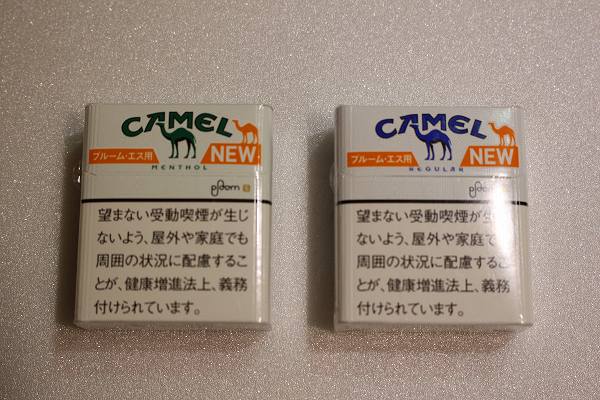 CAMEL
ブルーム・エス用
NEW
MENTHOL
ploom s
望まない受動喫煙が生じ
ないよう、屋外や家庭でも
周囲の状況に配慮するこ
とが、健康増進法上、義務
付けられています。
CAMEL
ブルーム・エス用
NEW
REGULAR
ploom
望まない受動喫煙が生じ
ないよう、屋外や家庭でも
周囲の状況に配慮するこ
とが、健康増進法上、義務
付けられています。